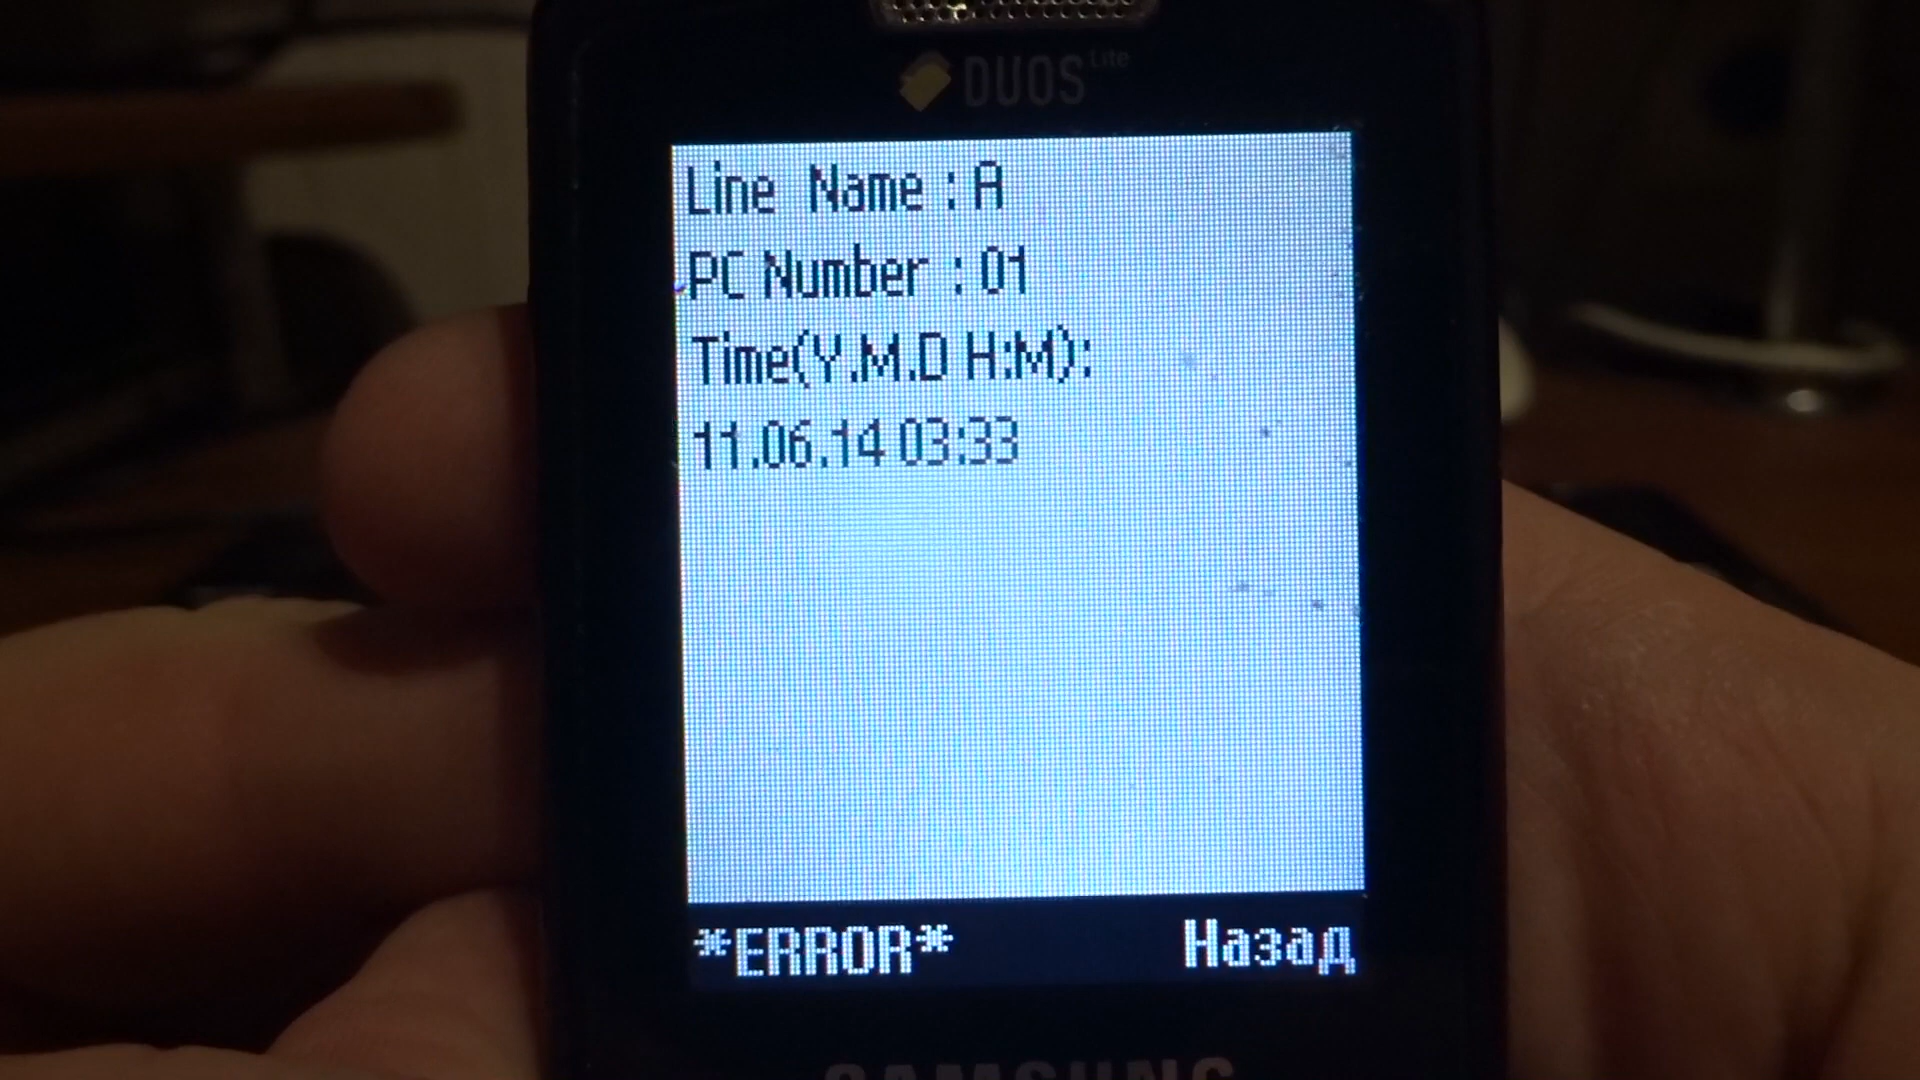 DUOS Lite
Line Name : A
PC Number : 01
Time(Y.M.D H:M):
11.06.14 03:33
*ERROR* Назад
SAMSUNG